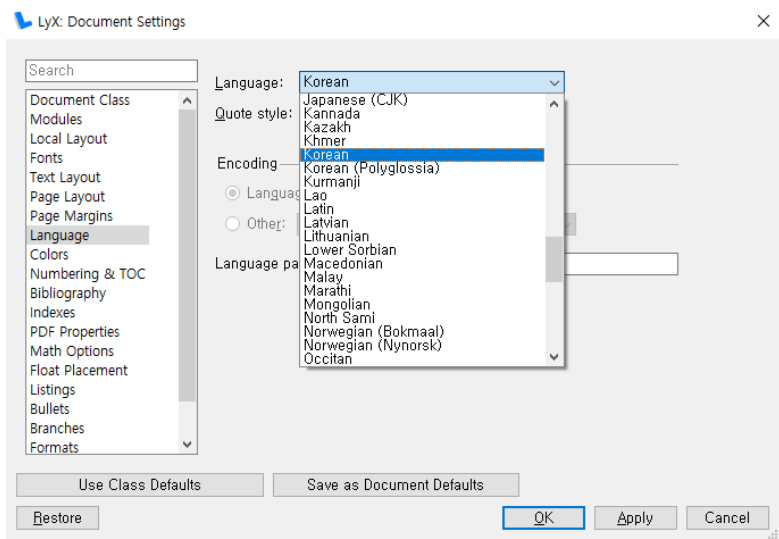 LyX: Document Settings
Search
Document Class
Modules
Local Layout
Fonts
Text Layout
Page Layout
Page Margins
Language
Colors
Numbering & TOC
Bibliography
Indexes
PDF Properties
Math Options
Float Placement
Listings
Bullets
Branches
Formats
Language: Korean
Quote style:
Encoding
Langua
Other:
Language pa
Japanese (CJK)
Kannada
Kazakh
Khmer
Korean
Korean (Polyglossia)
Kurmanji
Lao
Latin
Latvian
Lithuanian
Lower Sorbian
Macedonian
Malay
Marathi
Mongolian
North Sami
Norwegian (Bokmaal)
Norwegian (Nynorsk)
Occitan
Use Class Defaults
Save as Document Defaults
Restore
OK
Apply
Cancel